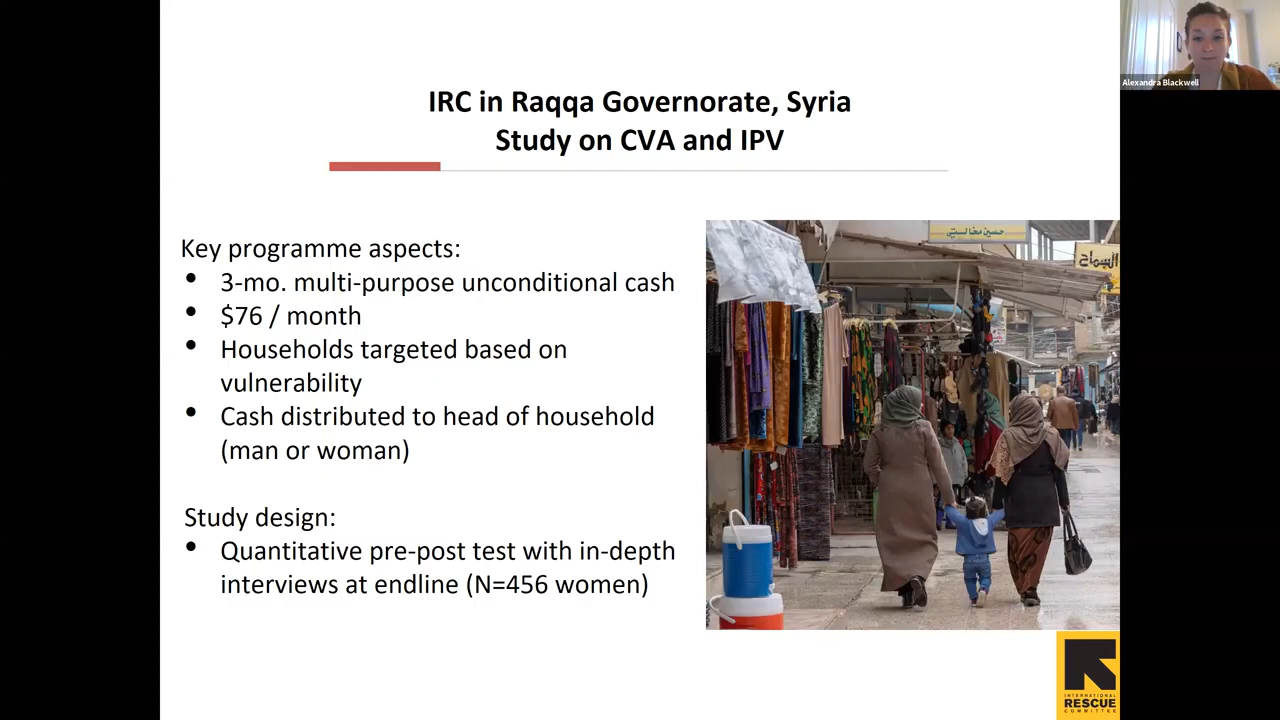 Alexandra Blackwell
IRC in Raqqa Governorate, Syria
Study on CVA and IPV
Key programme aspects:
• 3-mo. multi-purpose unconditional cash
• $76 / month
• Households targeted based on
vulnerability
• Cash distributed to head of household
(man or woman)
Study design:
• Quantitative pre-post test with in-depth
interviews at endline (N=456 women)
INTERNATIONAL
RESCUE
COMMITTEE